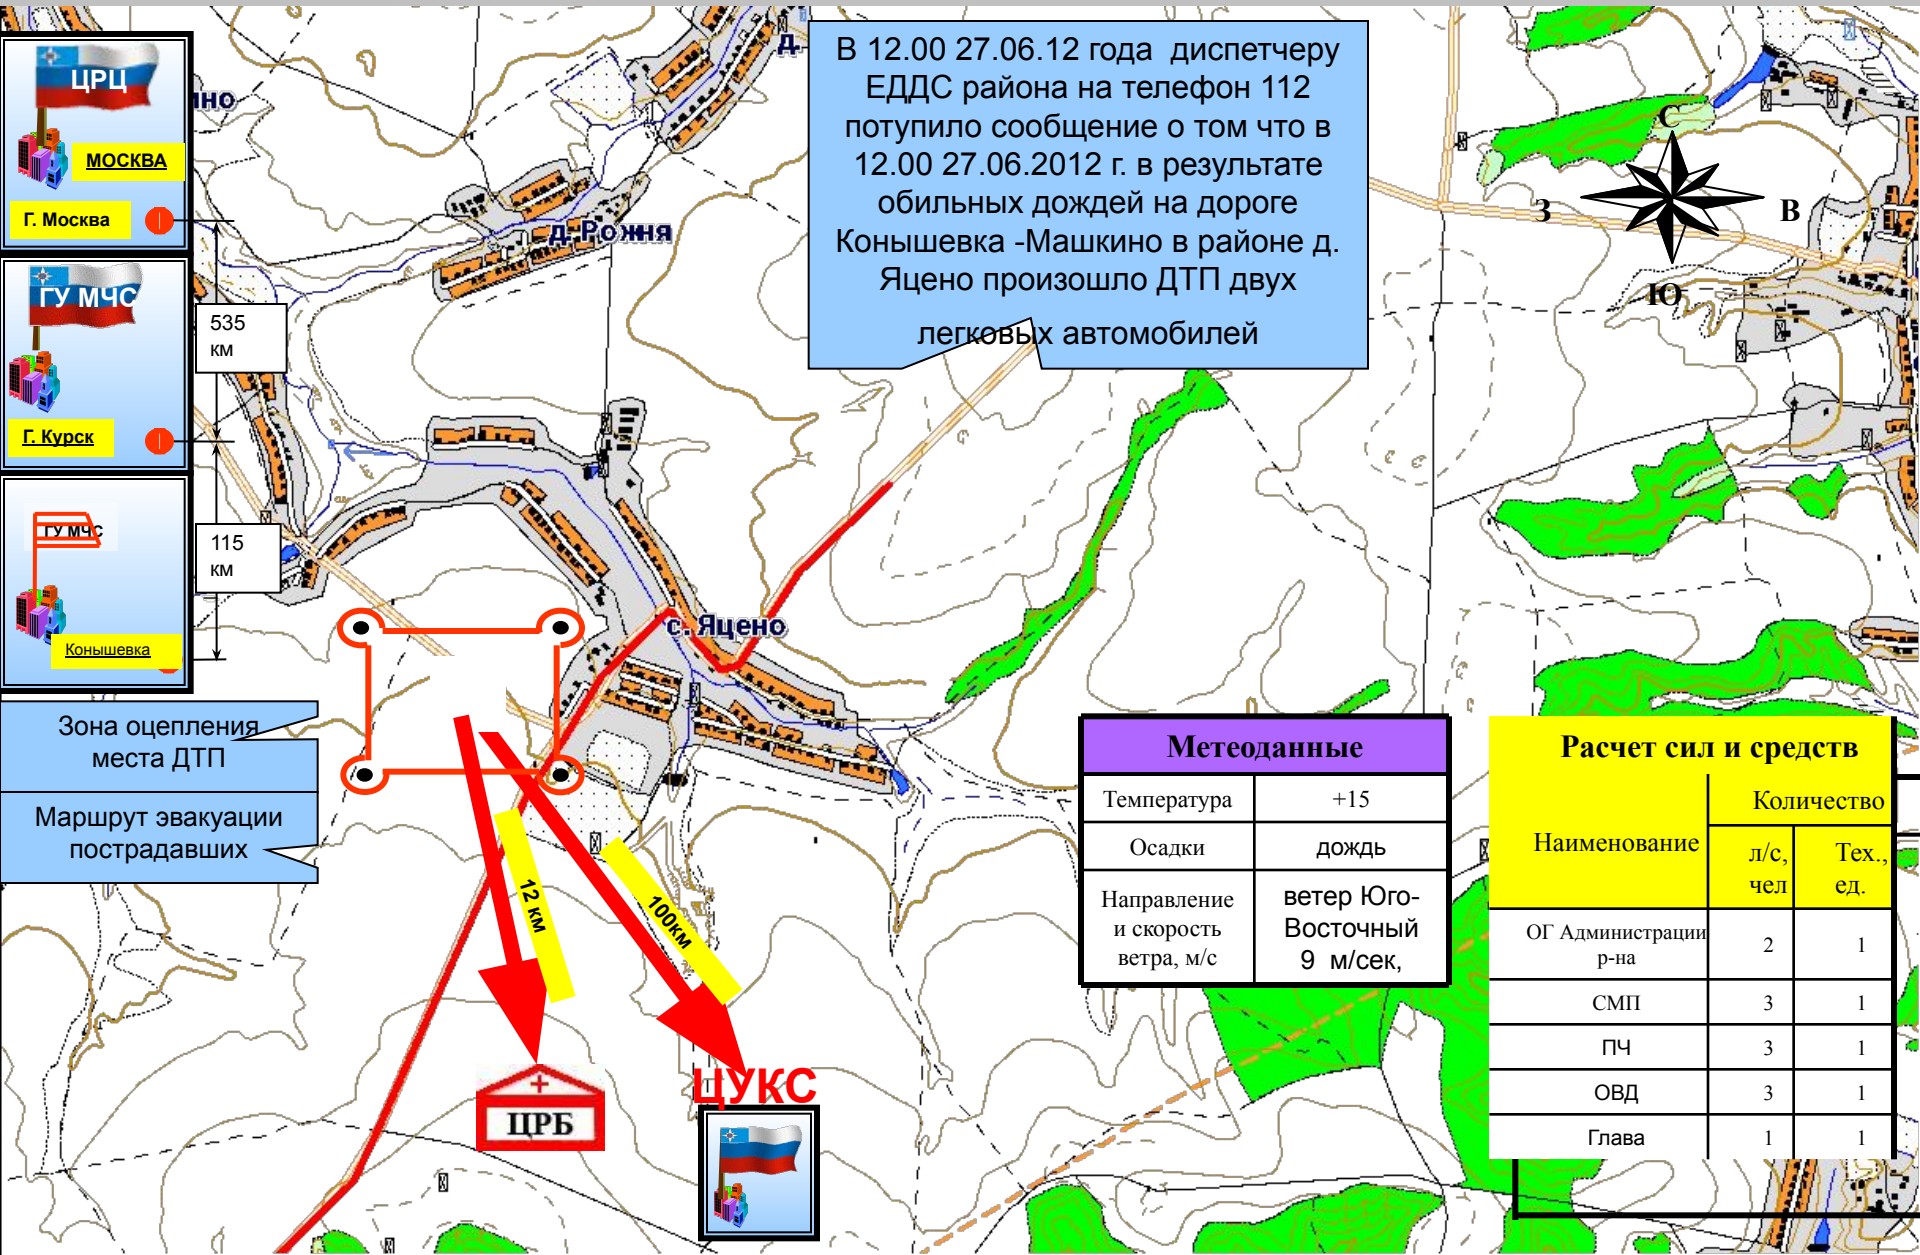 ЦРЦ
МОСКВА
Г. Москва
ГУ МЧС
Г. Курск
ГУ МЧС
Конышевка
535
км
115
км
Зона оцепления
места ДТП
Маршрут эвакуации
пострадавших
д. Рожня
с. Яцено
д.
В 12.00 27.06.12 года диспетчеру
ЕДДС района на телефон 112
потупило сообщение о том что в
12.00 27.06.2012 г. в результате
обильных дождей на дороге
Конышевка -Машкино в районе д.
Яцено произошло ДТП двух
легковых автомобилей
С
З
В
Ю
12 км
100км
ЦРБ
ЦУКС
Метеоданные
Температура +15
Осадки дождь
Направление
и скорость
ветра, м/с
ветер Юго-
Восточный
9 м/сек,
Расчет сил и средств
Наименование
Количество
л/с,
чел
Тех.,
ед.
ОГ Администрации
р-на
2 1
СМП 3 1
ПЧ 3 1
ОВД 3 1
Глава 1 1